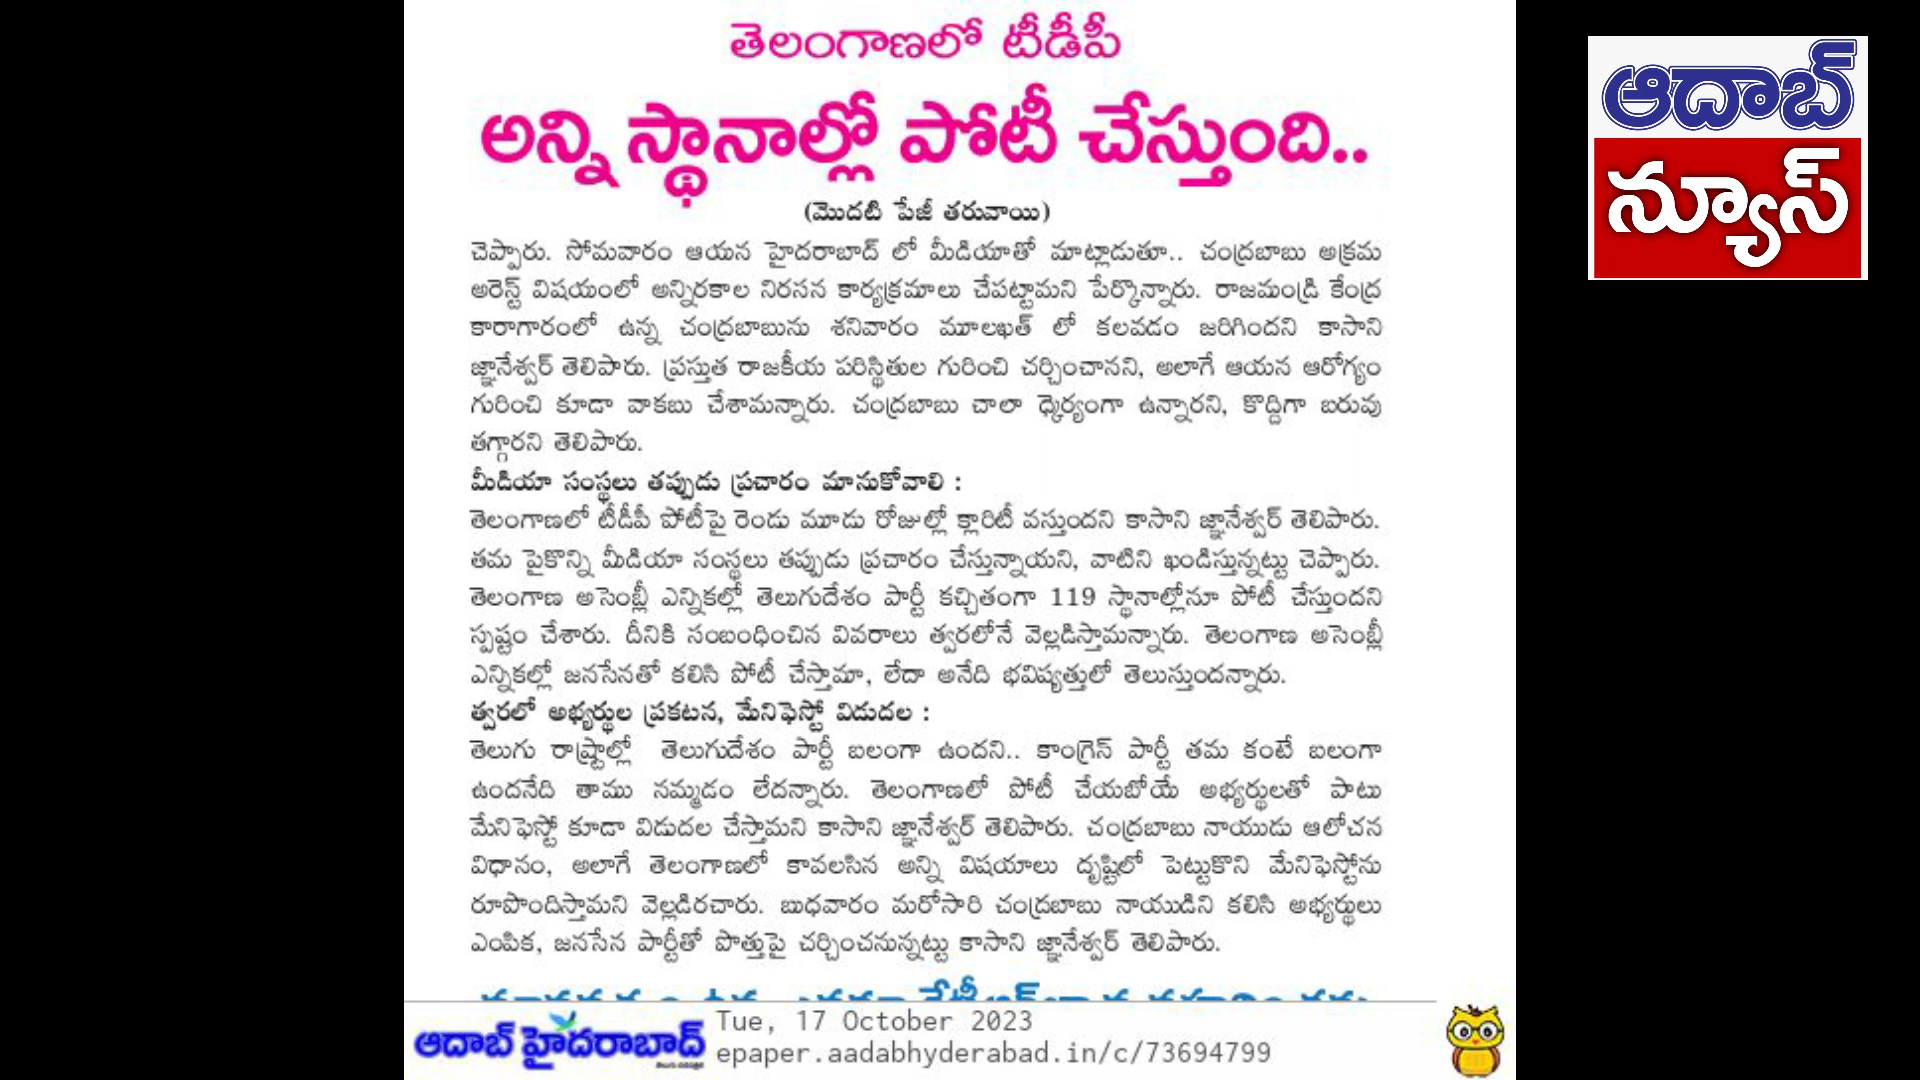 తెలంగాణలో టీడీపీ
అన్ని స్థానాల్లో పోటీ చేస్తుంది..
(మొదటి పేజీ తరువాయి)
చెప్పారు. సోమవారం ఆయన హైదరాబాద్ లో మీడియాతో మాట్లాడుతూ.. చంద్రబాబు అక్రమ
అరెస్ట్ విషయంలో అన్నిరకాల నిరసన కార్యక్రమాలు చేపట్టామని పేర్కొన్నారు. రాజమండ్రి కేంద్ర
కారాగారంలో ఉన్న చంద్రబాబును శనివారం మూలఖత్ లో కలవడం జరిగిందని కాసాని
జ్ఞానేశ్వర్ తెలిపారు. ప్రస్తుత రాజకీయ పరిస్థితుల గురించి చర్చించానని, అలాగే ఆయన ఆరోగ్యం
గురించి కూడా వాకబు చేశామన్నారు. చంద్రబాబు చాలా ధైర్యంగా ఉన్నారని, కొద్దిగా బరువు
తగ్గారని తెలిపారు.
మీడియా సంస్థలు తప్పుడు ప్రచారం మానుకోవాలి :
తెలంగాణలో టీడీపీ పోటీపై రెండు మూడు రోజుల్లో క్లారిటీ వస్తుందని కాసాని జ్ఞానేశ్వర్ తెలిపారు.
తమ పైకొన్ని మీడియా సంస్థలు తప్పుడు ప్రచారం చేస్తున్నాయని, వాటిని ఖండిస్తున్నట్టు చెప్పారు.
తెలంగాణ అసెంబ్లీ ఎన్నికల్లో తెలుగుదేశం పార్టీ కచ్చితంగా 119 స్థానాల్లోనూ పోటీ చేస్తుందని
స్పష్టం చేశారు. దీనికి సంబంధించిన వివరాలు త్వరలోనే వెల్లడిస్తామన్నారు. తెలంగాణ అసెంబ్లీ
ఎన్నికల్లో జనసేనతో కలిసి పోటీ చేస్తామా, లేదా అనేది భవిష్యత్తులో తెలుస్తుందన్నారు.
త్వరలో అభ్యర్థుల ప్రకటన, మేనిఫెస్టో విడుదల :
తెలుగు రాష్ట్రాల్లో తెలుగుదేశం పార్టీ బలంగా ఉందని.. కాంగ్రెస్ పార్టీ తమ కంటే బలంగా
ఉందనేది తాము నమ్మడం లేదన్నారు. తెలంగాణలో పోటీ చేయబోయే అభ్యర్థులతో పాటు
మేనిఫెస్టో కూడా విడుదల చేస్తామని కాసాని జ్ఞానేశ్వర్ తెలిపారు. చంద్రబాబు నాయుడు ఆలోచన
విధానం, అలాగే తెలంగాణలో కావలసిన అన్ని విషయాలు దృష్టిలో పెట్టుకొని మేనిఫెస్టోను
రూపొందిస్తామని వెల్లడిరచారు. బుధవారం మరోసారి చంద్రబాబు నాయుడిని కలిసి అభ్యర్థులు
ఎంపిక, జనసేన పార్టీతో పొత్తుపై చర్చించనున్నట్టు కాసాని జ్ఞానేశ్వర్ తెలిపారు.
ఆదాబ్ హైదరాబాద్
Tue, 17 October 2023
epaper.aadabhyderabad.in/c/73694799
ఆదాబ్
న్యూస్